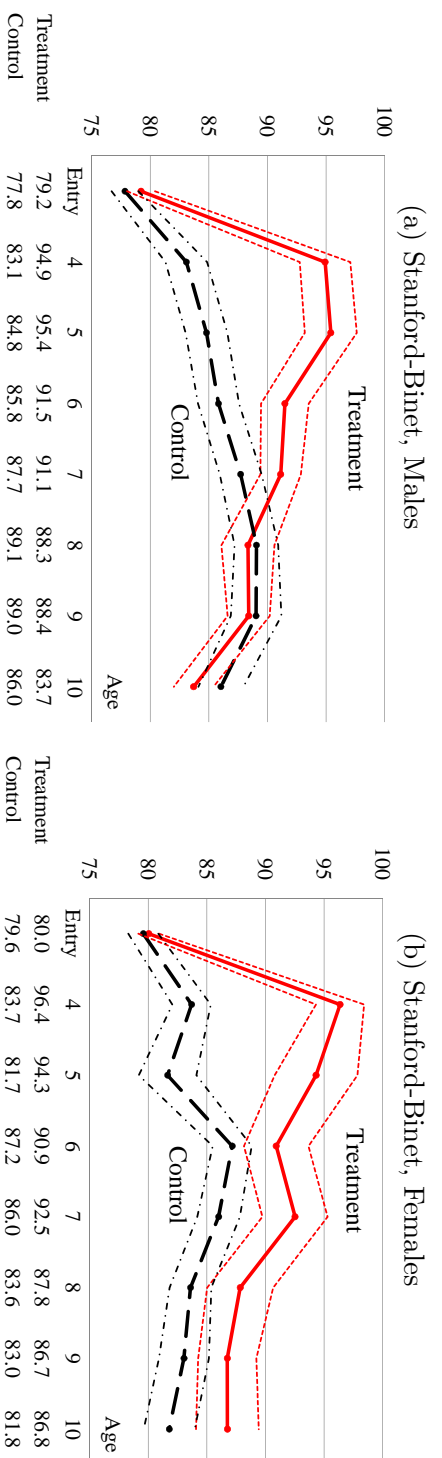 (a) Stanford-Binet, Males
100
95
90
85
80
75
Treatment
Control
Age
Entry 4 5 6 7 8 9 10
Treatment 79.2 94.9 95.4 91.5 91.1 88.3 88.4 83.7
Control 77.8 83.1 84.8 85.8 87.7 89.1 89.0 86.0
(b) Stanford-Binet, Females
100
95
90
85
80
75
Treatment
Control
Age
Entry 4 5 6 7 8 9 10
Treatment 80.0 96.4 94.3 90.9 92.5 87.8 86.7 86.8
Control 79.6 83.7 81.7 87.2 86.0 83.6 83.0 81.8